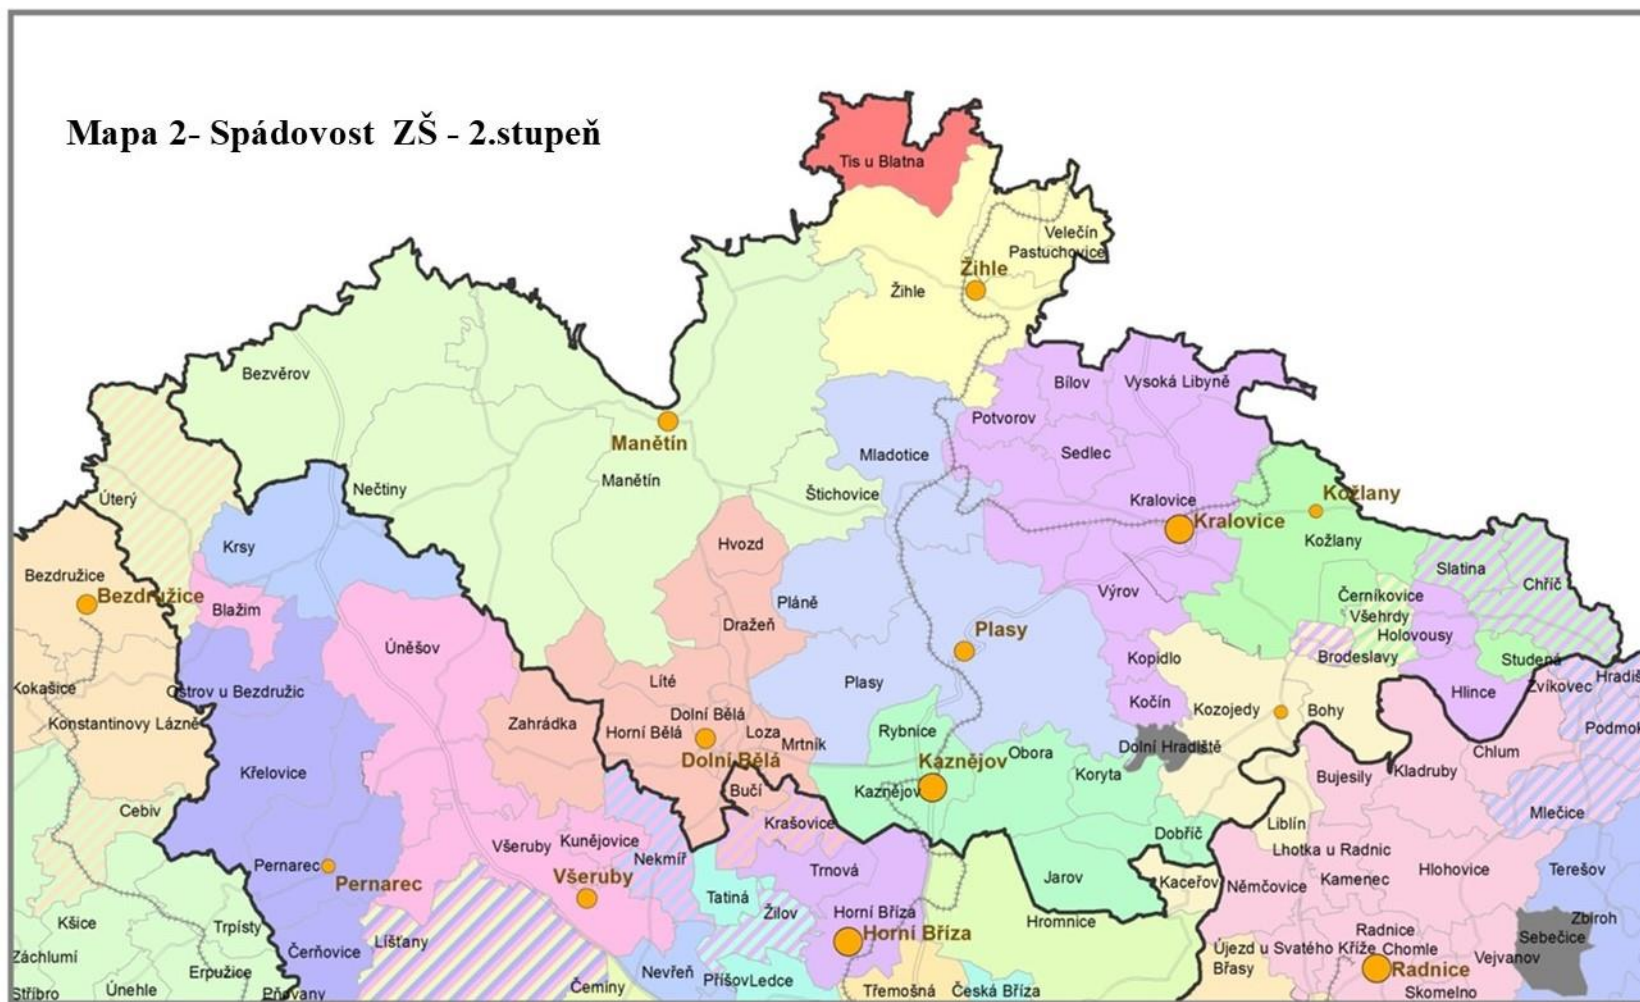 Mapa 2- Spádovost ZŠ - 2.stupeň
Tis u Blatna
Velečín
Pastuchovice
Žihle
Žihle
Bezvěrov
Bílov
Vysoká Libyně
Potvorov
Manětín
Mladotice
Sedlec
Manětín
Nečtiny
Štichovice
Úterý
Kralovice
Kožlany
Kralovice
Kožlany
Krsy
Hvozd
Bezdružice
Slatina
Chříč
Bezdružice
Výrov
Černíkovice
Blažim
Pláně
Všehrdy
Dražeň
Plasy
Holovousy
Úněšov
Kopidlo
Brodeslavy
Studená
Kokašice
Ostrov u Bezdružic
Líté
Plasy
Hlince
Zvíkovec
Hradiš
Kočín
Kozojedy
Bohy
Konstantinovy Lázně
Zahrádka
Dolní Bělá
Horní Bělá
Loza
Mrtník
Rybnice
Podmok
Dolní Bělá
Kaznějov
Obora
Dolní Hradiště
Chlum
Křelovice
Koryta
Bujesily
Kladruby
Bučí
Kaznějov
Cebiv
Krašovice
Liblín
Mlečice
Všeruby
Kunějovice
Dobříč
Nekmíř
Lhotka u Radnic
Pernarec
Trnová
Hlohovice
Terešov
Pernarec
Všeruby
Jarov
Kaceřov
Němčovice
Kamenec
Tatiná
Kšice
Trpísty
Žilov
Horní Bříza
Hromnice
Zbiroh
Líšťany
Horní Bříza
Radnice
Sebečice
Záchlumí
Černovice
Újezd u Svatého Kříže
Chomle
Vejvanov
Erpužice
Nevřeň
Příšov
Ledce
Břasy
Radnice
Stříbro
Únehle
Pňovany
Čeminy
Třemošná
Česká Bříza
Skomelno